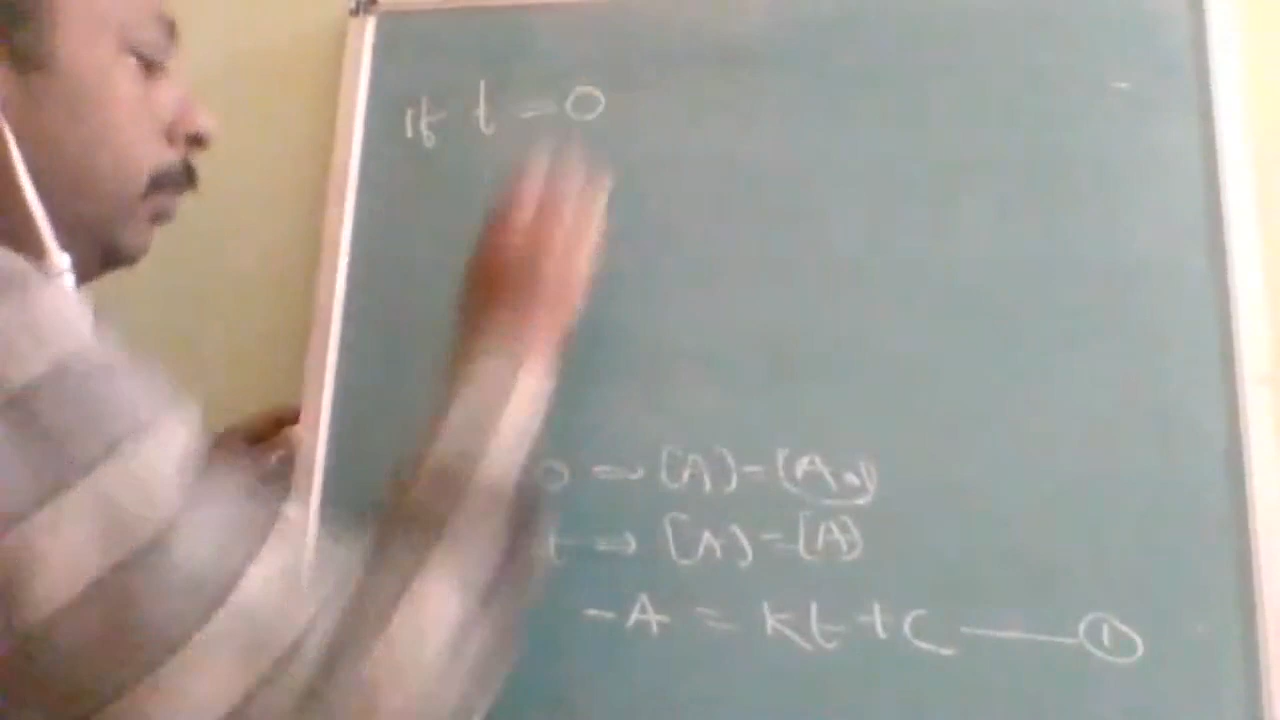 If t = 0
0 ⇒ [A] = [A₀]
t ⇒ [A] = [A]
-A = kt + C —— ①